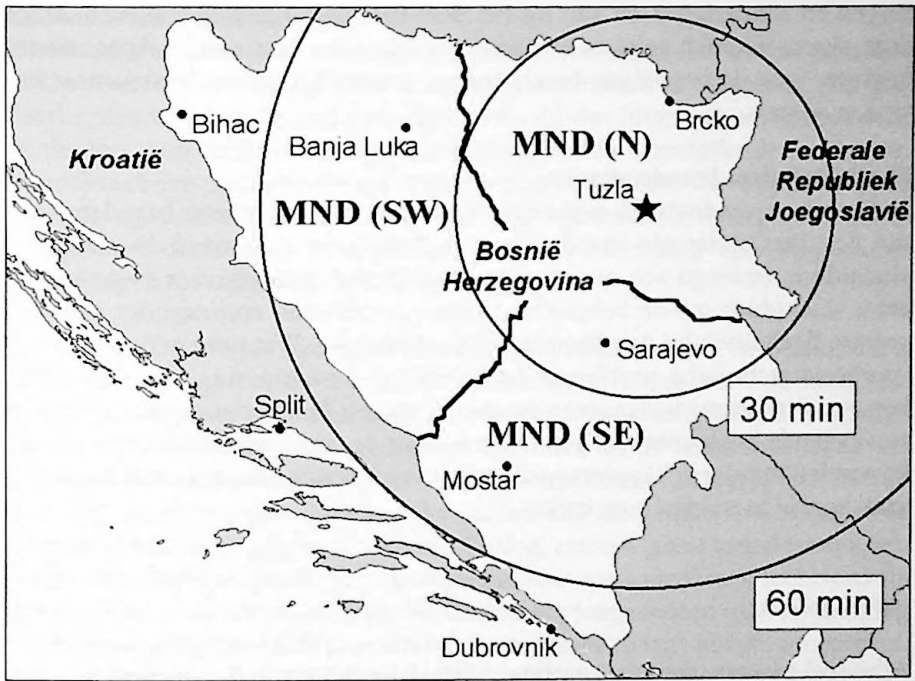 Bihac
Banja Luka
Brcko
Kroatië
MND (N)
Federale
Republiek
Joegoslavië
Tuzla
MND (SW)
Bosnië
Herzegovina
Sarajevo
Split
30 min
MND (SE)
Mostar
60 min
Dubrovnik